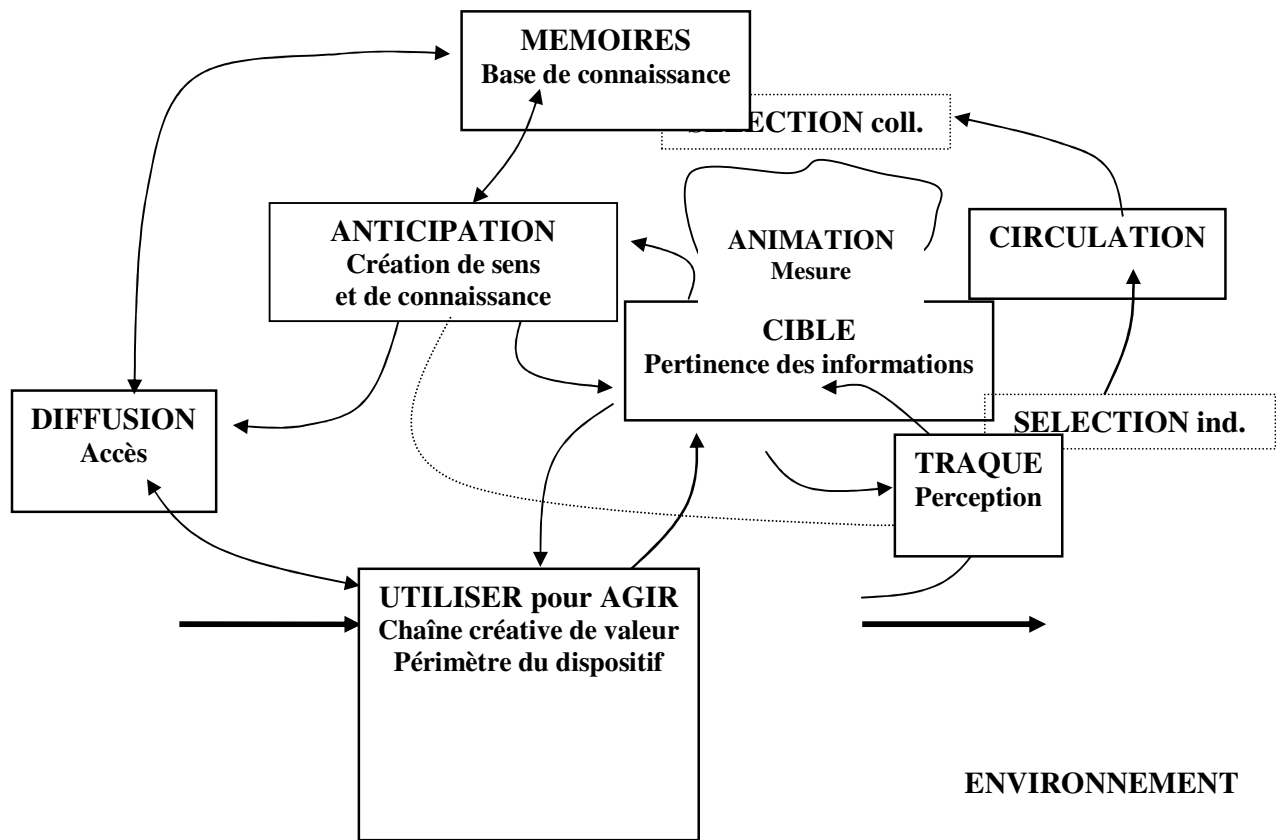 MEMOIRES
Base de connaissance
ECTION coll.
ANTICIPATION
Création de sens
et de connaissance
ANIMATION
Mesure
CIRCULATION
CIBLE
Pertinence des informations
DIFFUSION
Accès
SELECTION ind.
TRAQUE
Perception
UTILISER pour AGIR
Chaîne créative de valeur
Périmètre du dispositif
ENVIRONNEMENT